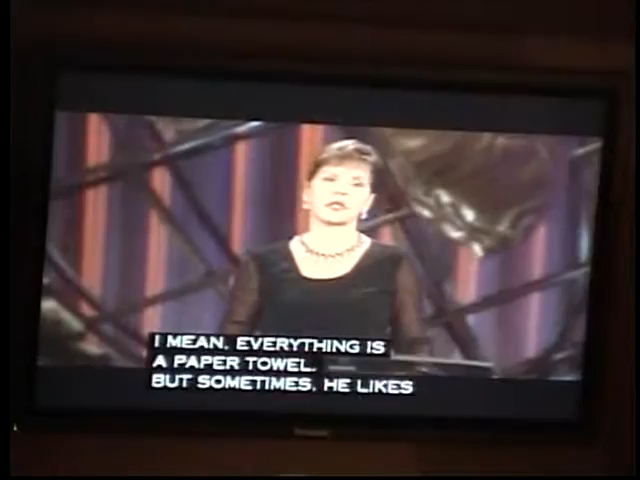 I MEAN, EVERYTHING IS
A PAPER TOWEL.
BUT SOMETIMES, HE LIKES